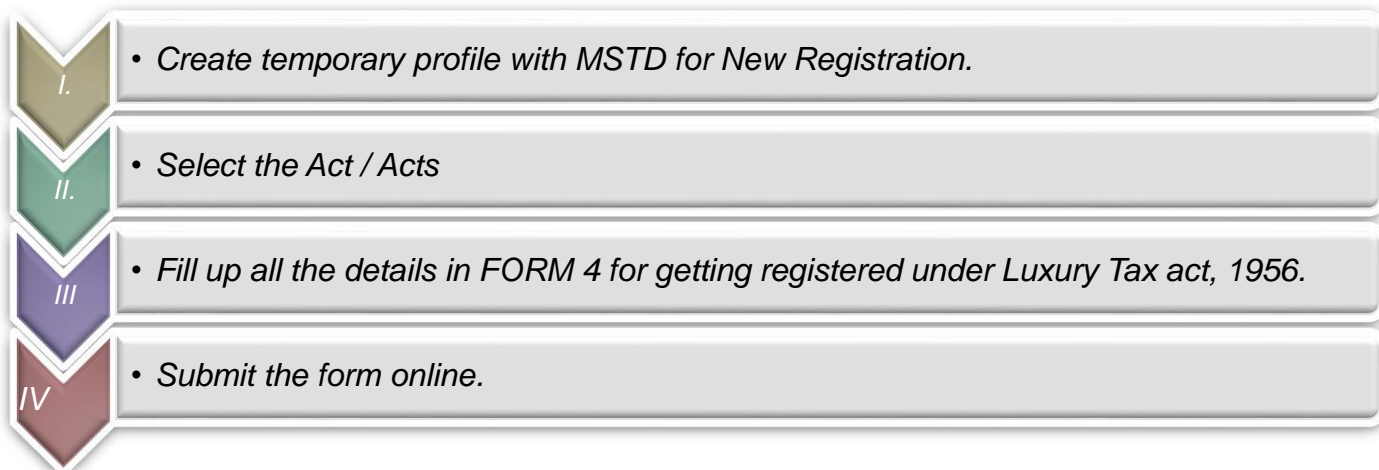 I.
• Create temporary profile with MSTD for New Registration.
II.
• Select the Act / Acts
III
• Fill up all the details in FORM 4 for getting registered under Luxury Tax act, 1956.
IV
• Submit the form online.